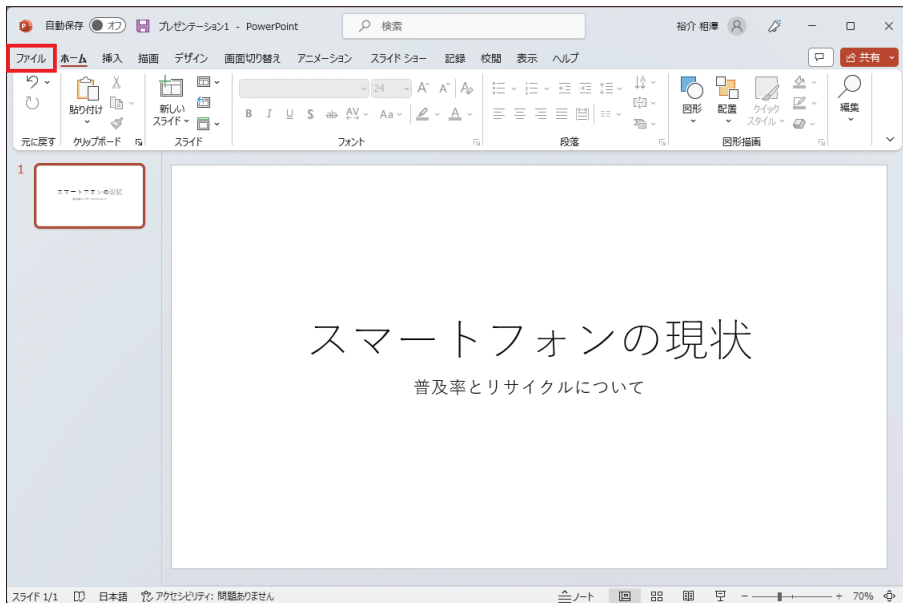 自動保存 オフ プレゼンテーション1 - PowerPoint 検索 裕介 相澤
ファイル ホーム 挿入 描画 デザイン 画面切り替え アニメーション スライド ショー 記録 校閲 表示 ヘルプ 共有
貼り付け 新しい スライド 24 A A Aa
B I U S ab AV Aa A 図形 配置 クイック スタイル 編集
元に戻す クリップボード スライド フォント 段落 図形描画
1
スマートフォンの現状
スマートフォンの現状
普及率とリサイクルについて
スライド 1/1 日本語 アクセシビリティ: 問題ありません ノート 70%